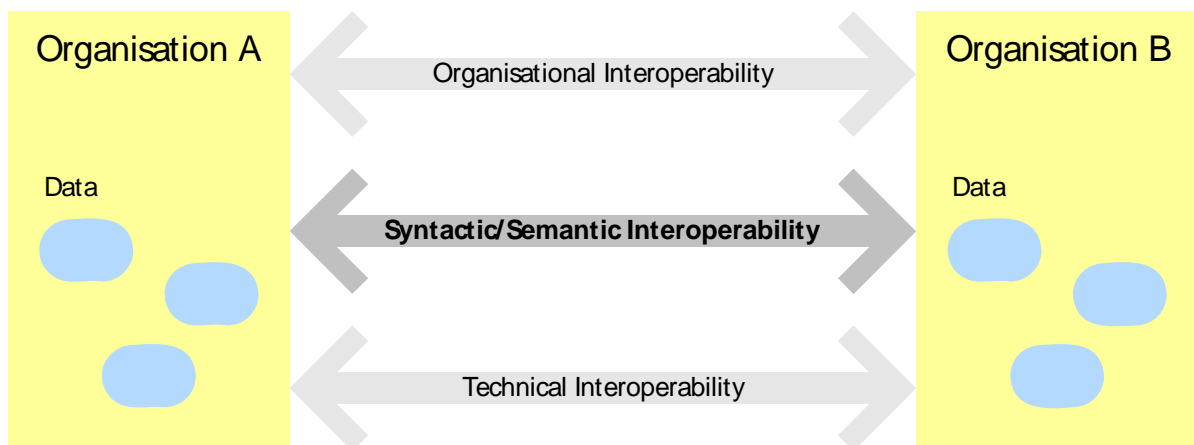 Organisation A
Organisational Interoperability
Organisation B
Data
Syntactic/Semantic Interoperability
Data
Technical Interoperability